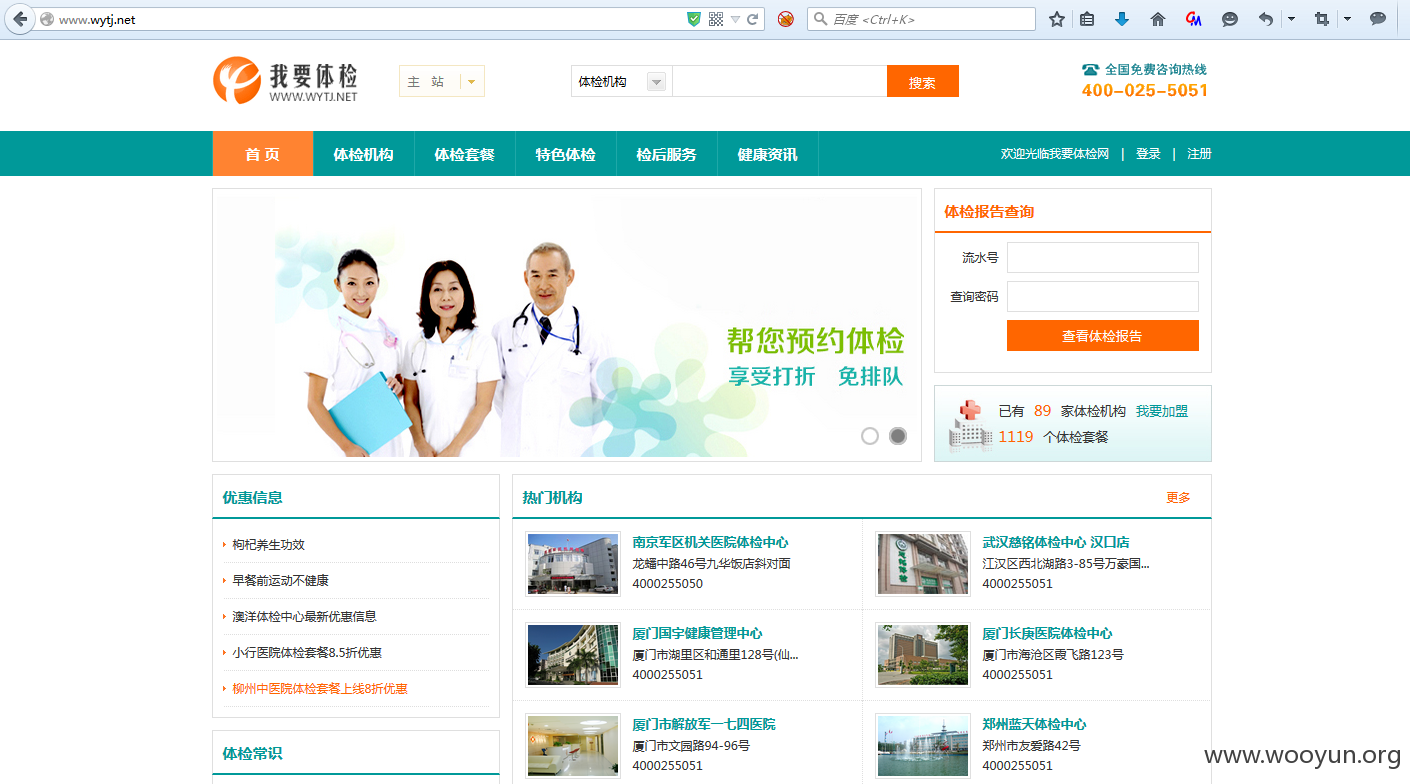 www.wytj.net
百度 <Ctrl+K>
我要体检
WWW.WYTJ.NET
主 站
体检机构
搜索
全国免费咨询热线
400-025-5051
首 页
体检机构
体检套餐
特色体检
检后服务
健康资讯
欢迎光临我要体检网 | 登录 | 注册
帮您预约体检
享受打折 免排队
体检报告查询
流水号
查询密码
查看体检报告
已有 89 家体检机构 我要加盟
1119 个体检套餐
优惠信息
枸杞养生功效
早餐前运动不健康
澳洋体检中心最新优惠信息
小行医院体检套餐8.5折优惠
柳州中医院体检套餐上线8折优惠
体检常识
热门机构
更多
南京军区机关医院体检中心
龙蟠中路46号九华饭店斜对面
4000255050
武汉慈铭体检中心 汉口店
江汉区西北湖路3-85号万豪国...
4000255051
厦门国宇健康管理中心
厦门市湖里区和通里128号(仙...
4000255051
厦门长庚医院体检中心
厦门市海沧区霞飞路123号
4000255051
厦门市解放军一七四医院
厦门市文园路94-96号
4000255051
郑州蓝天体检中心
郑州市友爱路42号
4000255051
www.wooyun.org